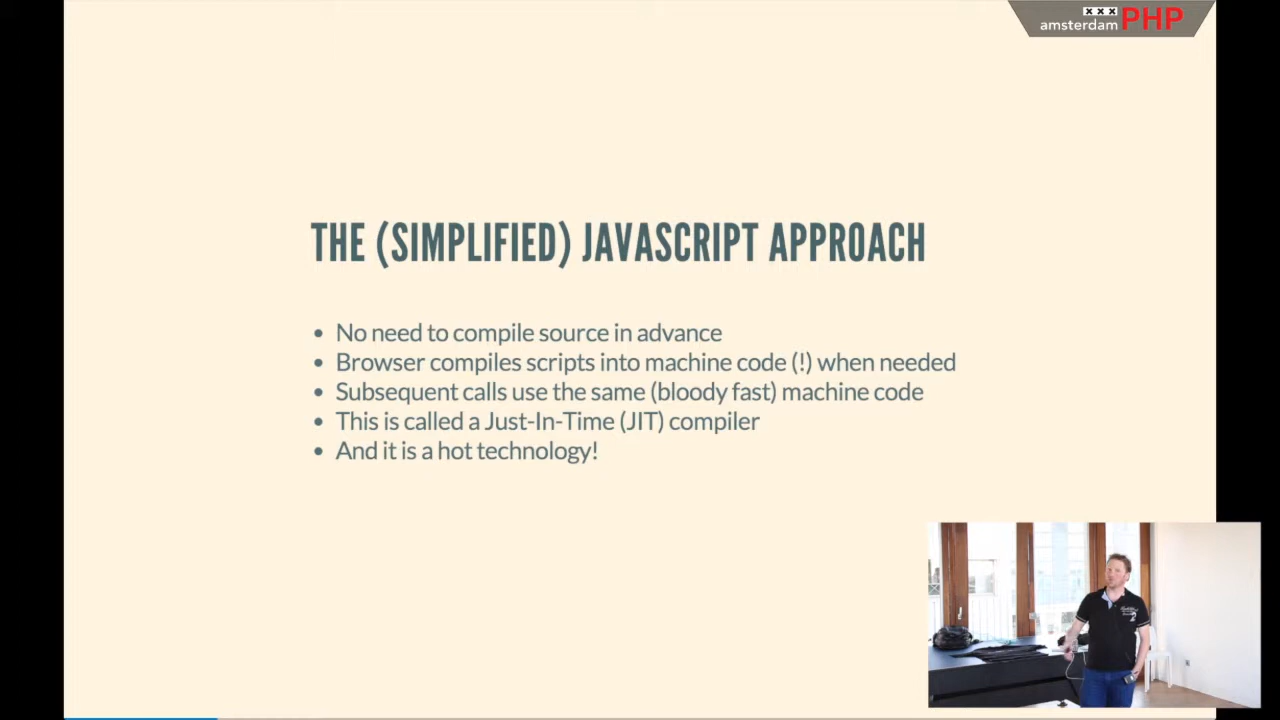 XXX
amsterdam PHP
THE (SIMPLIFIED) JAVASCRIPT APPROACH
• No need to compile source in advance
• Browser compiles scripts into machine code (!) when needed
• Subsequent calls use the same (bloody fast) machine code
• This is called a Just-In-Time (JIT) compiler
• And it is a hot technology!